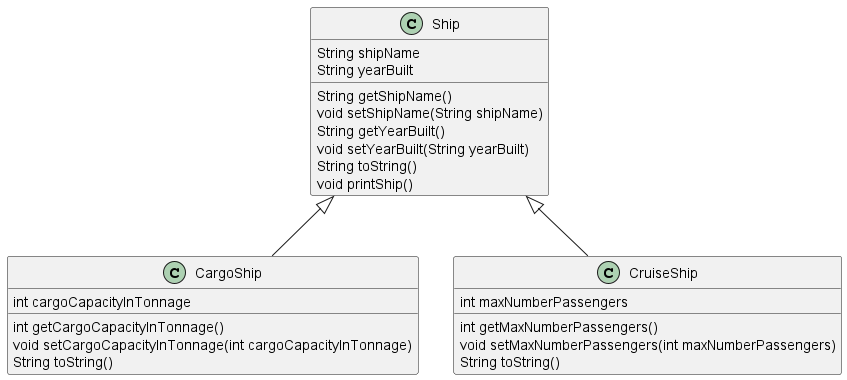 C Ship
String shipName
String yearBuilt
String getShipName()
void setShipName(String shipName)
String getYearBuilt()
void setYearBuilt(String yearBuilt)
String toString()
void printShip()
C CargoShip
int cargoCapacityInTonnage
int getCargoCapacityInTonnage()
void setCargoCapacityInTonnage(int cargoCapacityInTonnage)
String toString()
C CruiseShip
int maxNumberPassengers
int getMaxNumberPassengers()
void setMaxNumberPassengers(int maxNumberPassengers)
String toString()